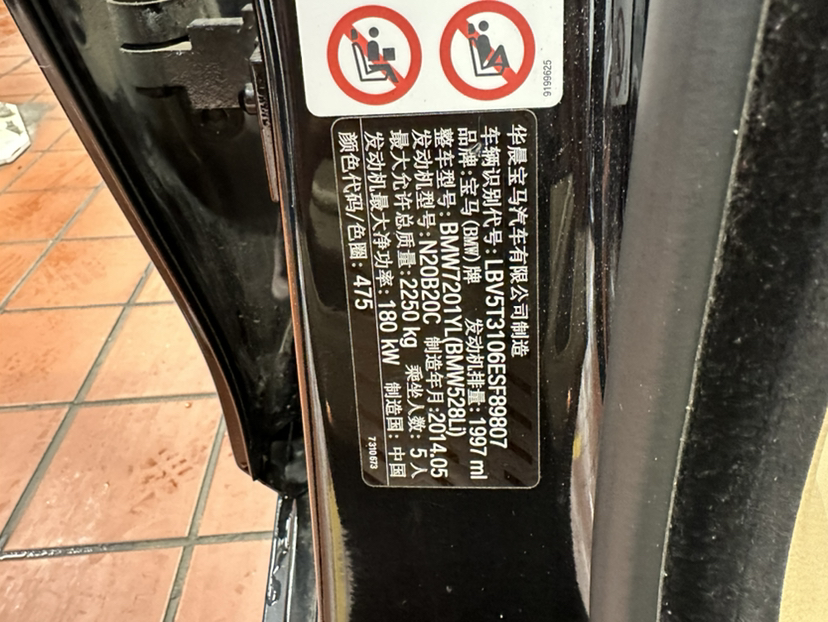 9199625
华晨宝马汽车有限公司制造
车辆识别代号：LBV5T3106ESF89807
品牌：宝马(BMW)牌 发动机排量：1997 ml
整车型号：BMW7201YL(BMW528Li)
发动机型号：N20B20C 制造年月：2014.05
最大允许总质量：2250 kg 乘坐人数：5人
发动机最大净功率：180 kW 制造国：中国
颜色代码/色圈：475
7310673